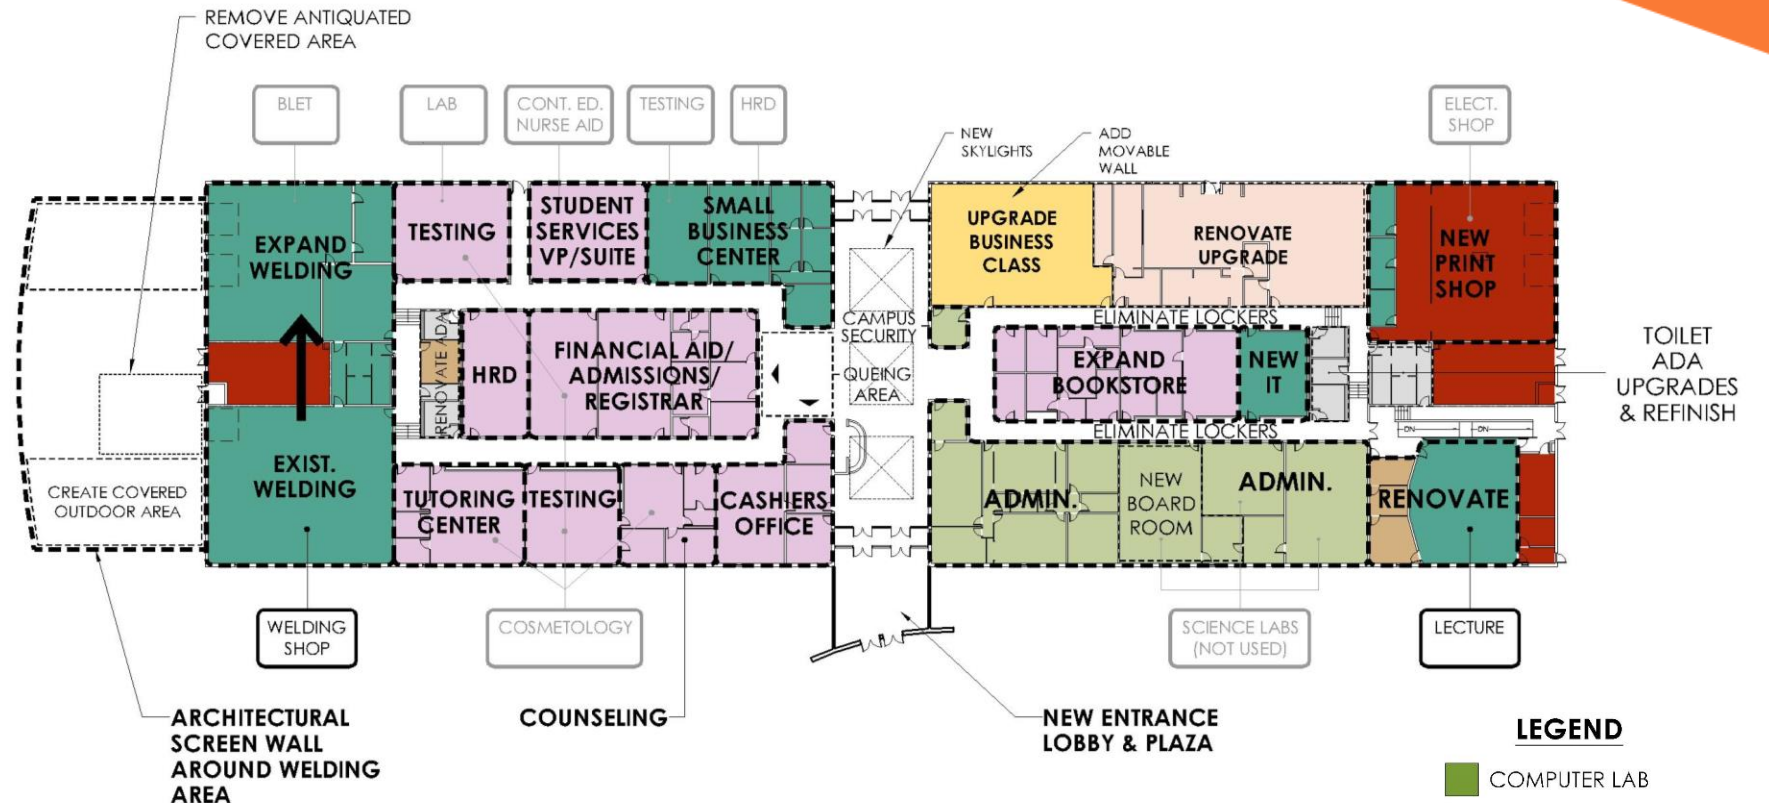 REMOVE ANTIQUATED
COVERED AREA
BLET
LAB
CONT. ED.
NURSE AID
TESTING
HRD
ELECT.
SHOP
NEW
SKYLIGHTS
ADD
MOVABLE
WALL
EXPAND
WELDING
TESTING
STUDENT
SERVICES
VP/SUITE
SMALL
BUSINESS
CENTER
UPGRADE
BUSINESS
CLASS
RENOVATE
UPGRADE
NEW
PRINT
SHOP
CAMPUS
SECURITY
ELIMINATE LOCKERS
RENOVATE ADA
HRD
FINANCIAL AID/
ADMISSIONS/
REGISTRAR
QUEING
AREA
EXPAND
BOOKSTORE
NEW
IT
TOILET
ADA
UPGRADES
& REFINISH
ELIMINATE LOCKERS
DN
DN
CREATE COVERED
OUTDOOR AREA
EXIST.
WELDING
TUTORING
CENTER
TESTING
CASHIERS
OFFICE
ADMIN.
NEW
BOARD
ROOM
ADMIN.
RENOVATE
WELDING
SHOP
COSMETOLOGY
SCIENCE LABS
(NOT USED)
LECTURE
ARCHITECTURAL
SCREEN WALL
AROUND WELDING
AREA
COUNSELING
NEW ENTRANCE
LOBBY & PLAZA
LEGEND
COMPUTER LAB